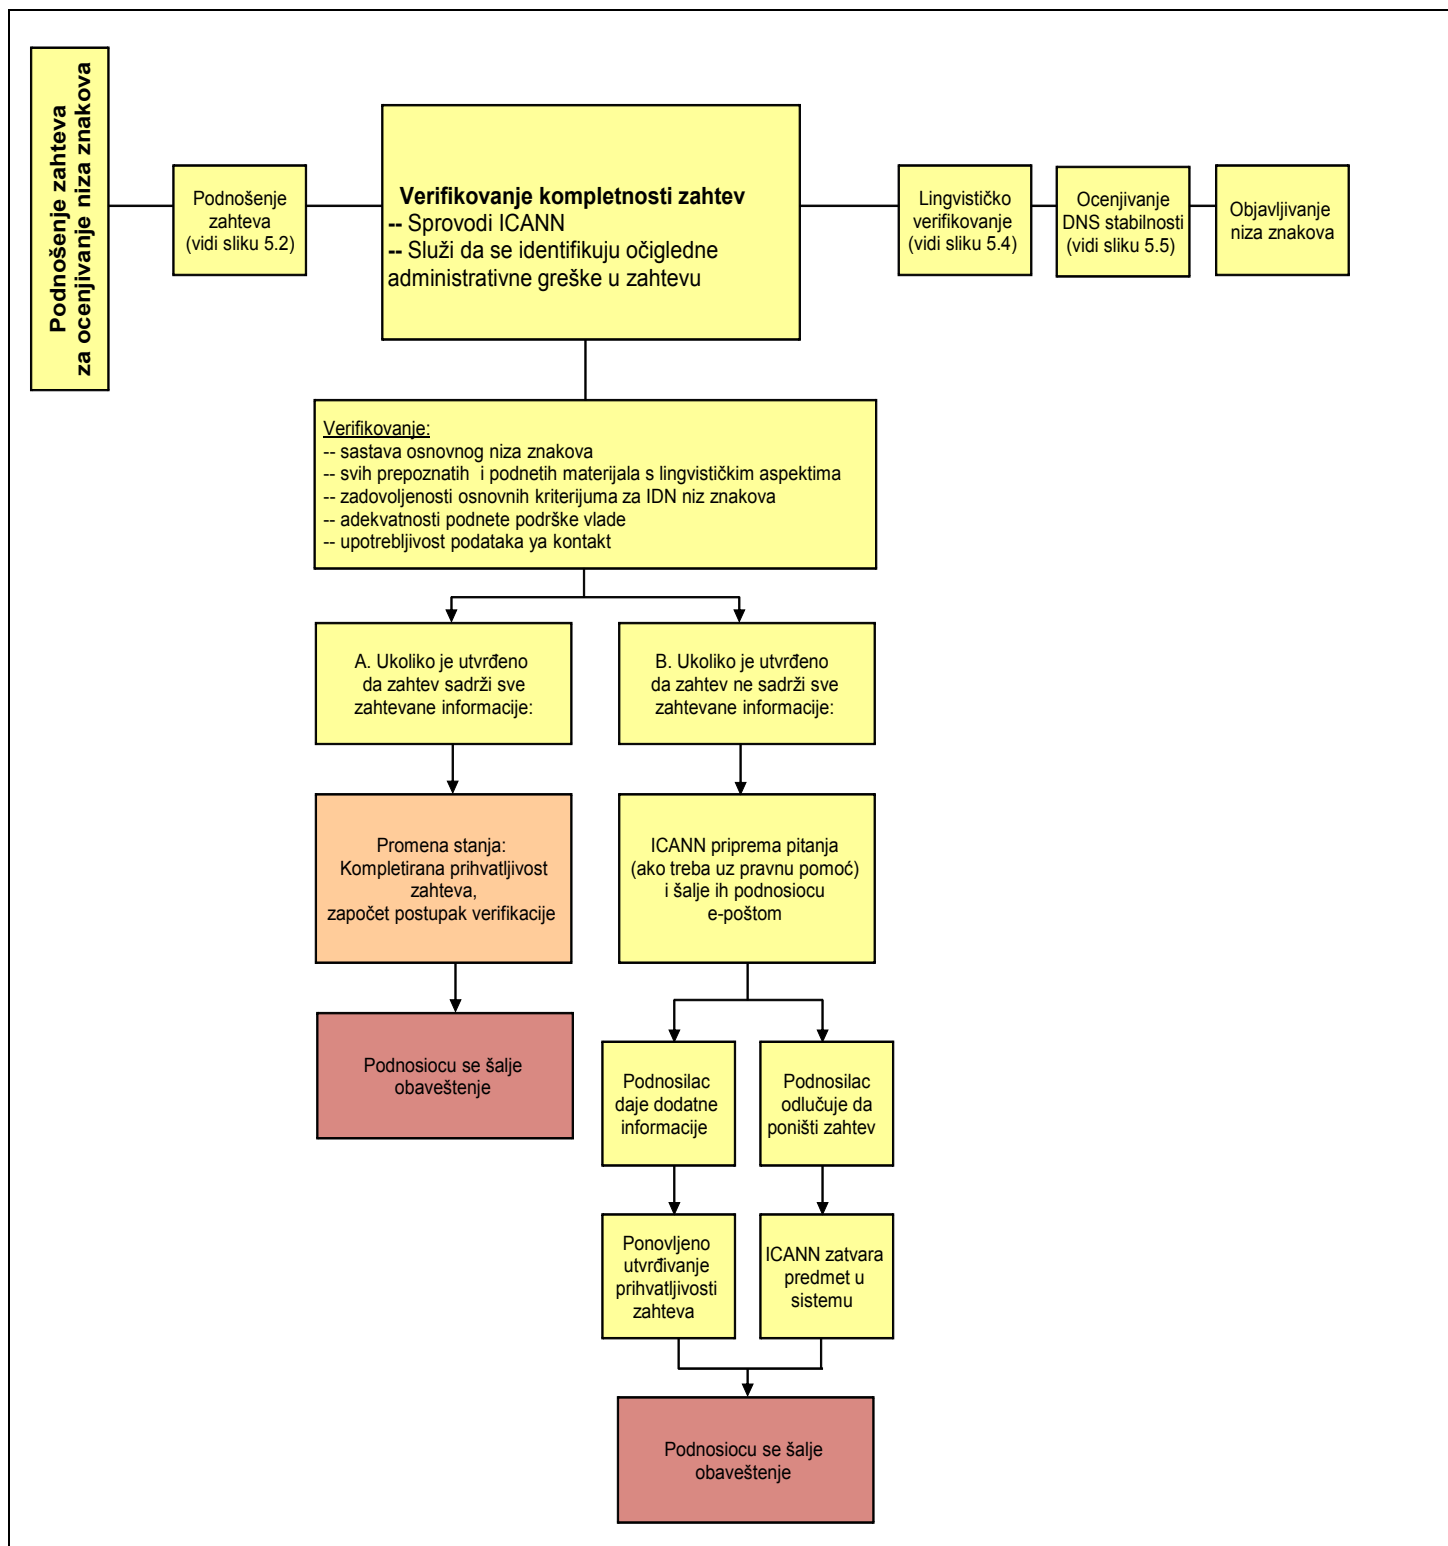 Podnošenje zahteva
za ocenjivanje niza znakova
Podnošenje
zahteva
(vidi sliku 5.2)
Verifikovanje kompletnosti zahtev
-- Sprovodi ICANN
-- Služi da se identifikuju očigledne
administrativne greške u zahtevu
Lingvističko
verifikovanje
(vidi sliku 5.4)
Ocenjivanje
DNS stabilnosti
(vidi sliku 5.5)
Objavljivanje
niza znakova
Verifikovanje:
-- sastava osnovnog niza znakova
-- svih prepoznatih i podnetih materijala s lingvističkim aspektima
-- zadovoljenosti osnovnih kriterijuma za IDN niz znakova
-- adekvatnosti podnete podrške vlade
-- upotrebljivost podataka ya kontakt
A. Ukoliko je utvrđeno
da zahtev sadrži sve
zahtevane informacije:
B. Ukoliko je utvrđeno
da zahtev ne sadrži sve
zahtevane informacije:
Promena stanja:
Kompletirana prihvatljivost
zahteva,
započet postupak verifikacije
ICANN priprema pitanja
(ako treba uz pravnu pomoć)
i šalje ih podnosiocu
e-poštom
Podnosiocu se šalje
obaveštenje
Podnosilac
daje dodatne
informacije
Podnosilac
odlučuje da
poništi zahtev
Ponovljeno
utvrđivanje
prihvatljivosti
zahteva
ICANN zatvara
predmet u
sistemu
Podnosiocu se šalje
obaveštenje